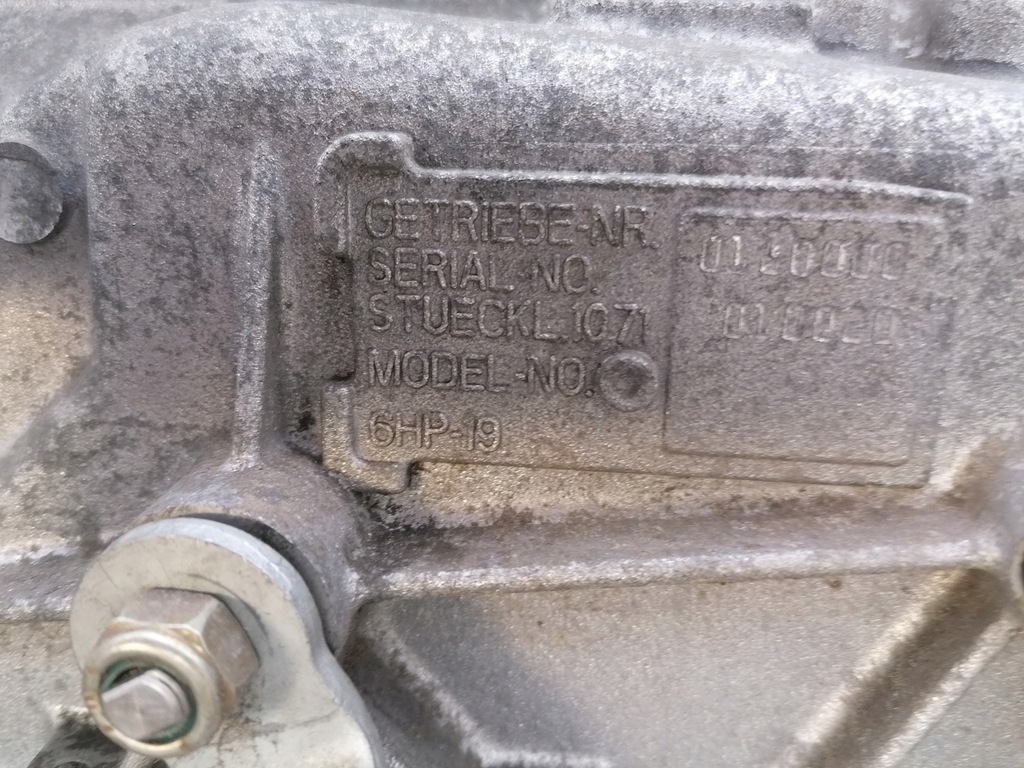 GETRIEBE-NR.
SERIAL-NO.
STUECKL.1071
MODEL-NO.
6HP-19